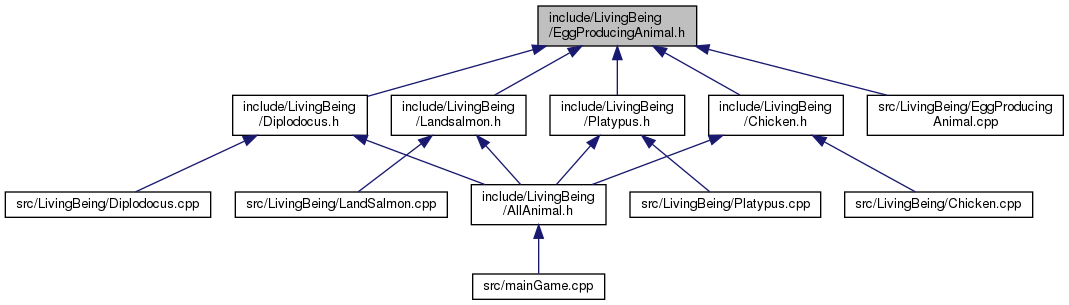 include/LivingBeing
/EggProducingAnimal.h
include/LivingBeing
/Diplodocus.h
include/LivingBeing
/Landsalmon.h
include/LivingBeing
/Platypus.h
include/LivingBeing
/Chicken.h
src/LivingBeing/EggProducing
Animal.cpp
src/LivingBeing/Diplodocus.cpp
src/LivingBeing/LandSalmon.cpp
include/LivingBeing
/AllAnimal.h
src/LivingBeing/Platypus.cpp
src/LivingBeing/Chicken.cpp
src/mainGame.cpp